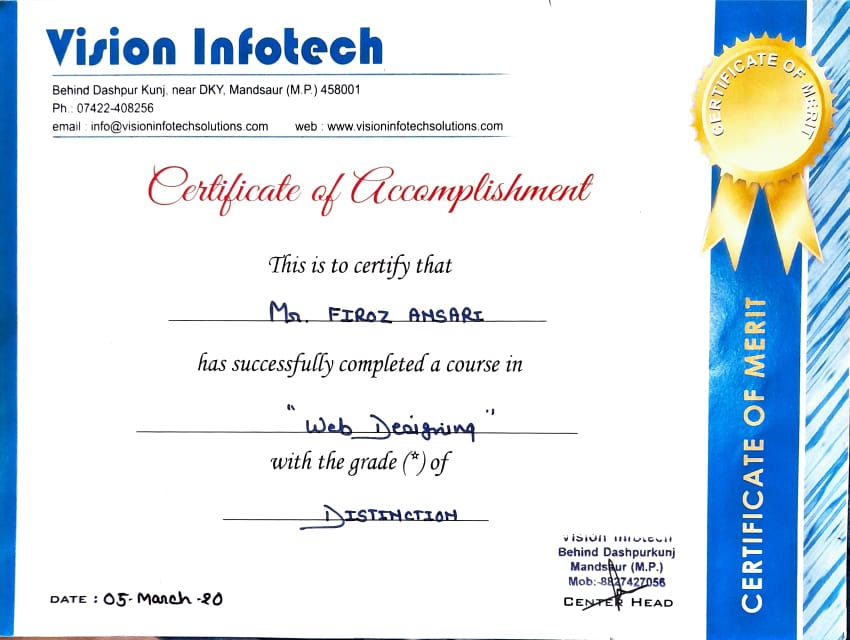 Vision Infotech
Behind Dashpur Kunj, near DKY, Mandsaur (M.P.) 458001
Ph.: 07422-408256
email : info@visioninfotechsolutions.com web : www.visioninfotechsolutions.com
CERTIFICATE OF MERIT
Certificate of Accomplishment
This is to certify that
Mr. FIROZ ANSARI
has successfully completed a course in
"Web Designing"
with the grade (*) of
DISTINCTION
CERTIFICATE OF MERIT
Vision Infotech
Behind Dashpurkunj
Mandsaur (M.P.)
Mob:-8827427056
DATE : 05-March-20
CENTER HEAD